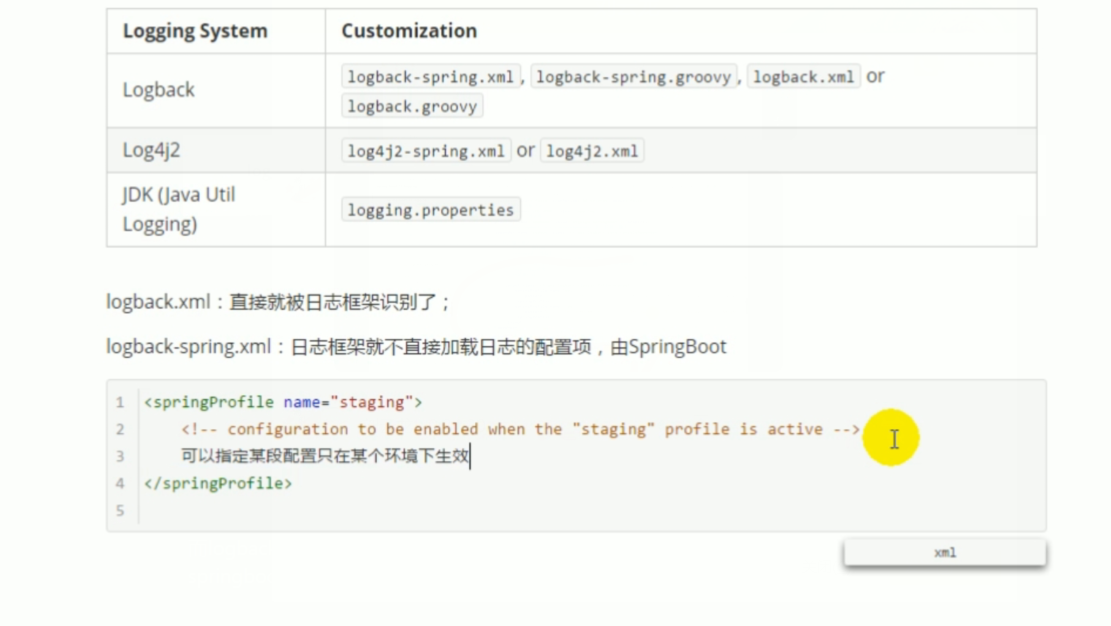 Logging System Customization
Logback
logback-spring.xml, logback-spring.groovy, logback.xml or
logback.groovy
Log4j2
log4j2-spring.xml or log4j2.xml
JDK (Java Util
Logging)
logging.properties
logback.xml：直接就被日志框架识别了；
logback-spring.xml：日志框架就不直接加载日志的配置项，由SpringBoot
1 <springProfile name="staging">
2 <!-- configuration to be enabled when the "staging" profile is active -->
3 可以指定某段配置只在某个环境下生效
4 </springProfile>
5
xml